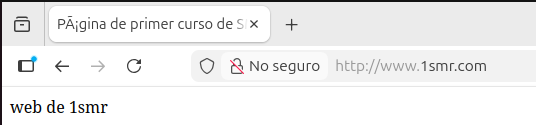 PÃ¡gina de primer curso de S
No seguro http://www.1smr.com
web de 1smr